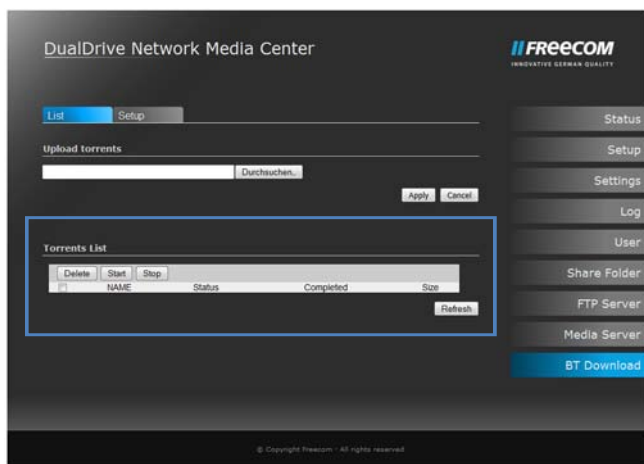 DualDrive Network Media Center
FREECOM
INNOVATIVE GERMAN QUALITY
List Setup
Upload torrents
Durchsuchen..
Apply Cancel
Torrents List
Delete Start Stop
NAME Status Completed Size
Refresh
Status
Setup
Settings
Log
User
Share Folder
FTP Server
Media Server
BT Download
© Copyright Freecom - All rights reserved